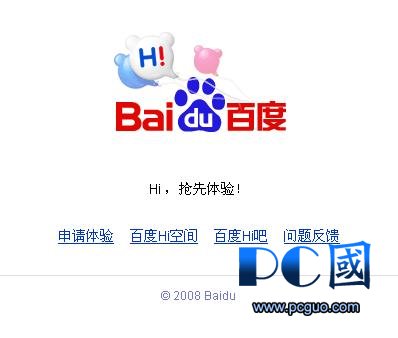 Hi!
Bai du 百度
Hi，抢先体验！
申请体验 百度Hi空间 百度Hi吧 问题反馈
PC國
© 2008 Baidu
www.pcguo.com